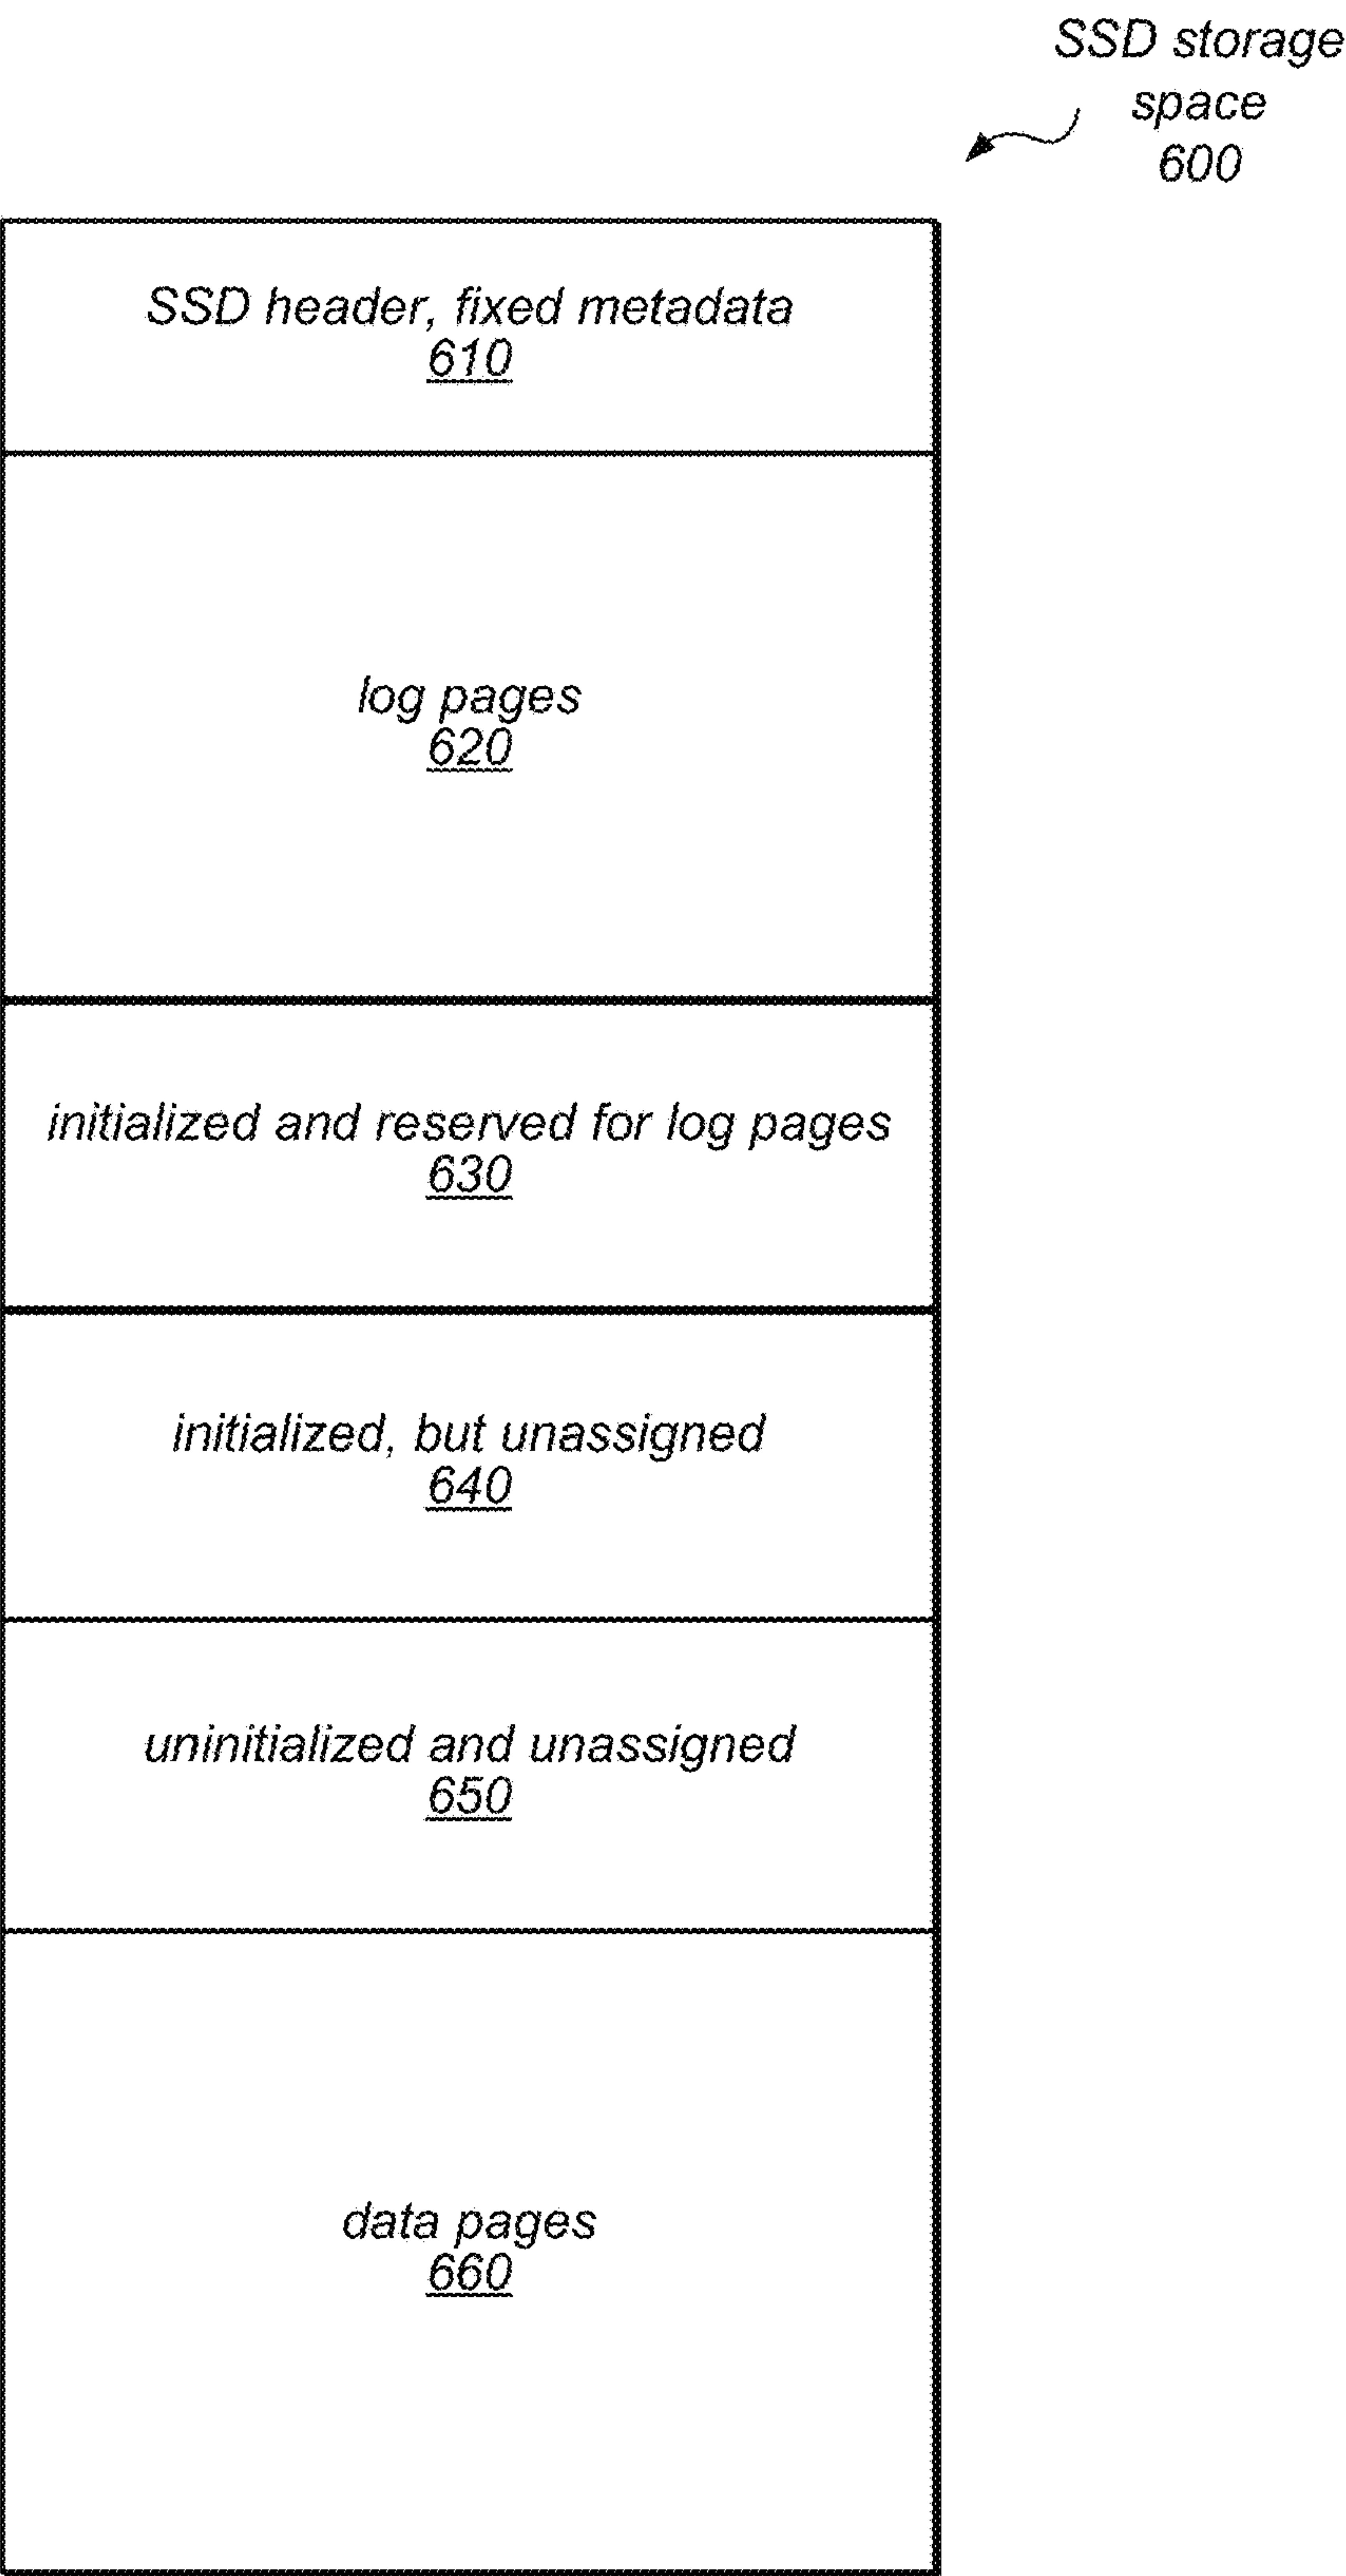 SSD storage
space
600
SSD header, fixed metadata
610
log pages
620
initialized and reserved for log pages
630
initialized, but unassigned
640
uninitialized and unassigned
650
data pages
660